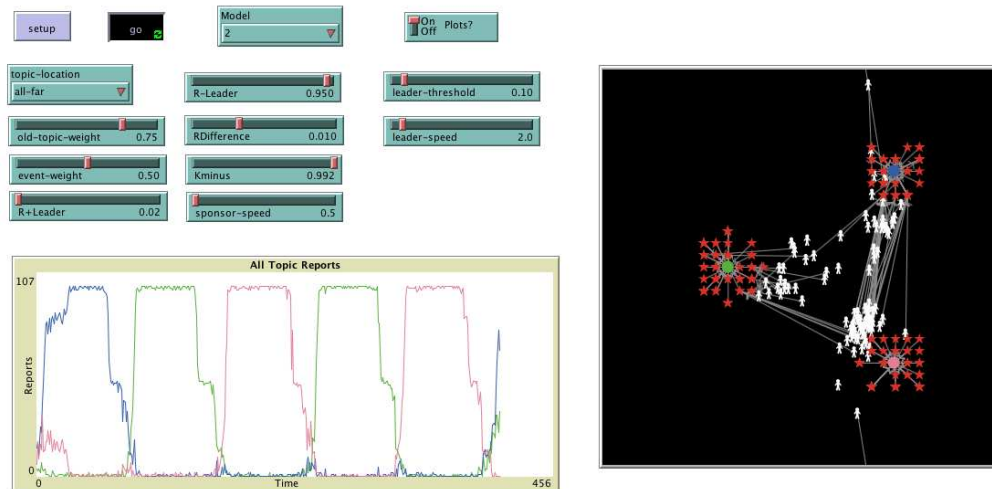 setup
go
Model
2
On
Off
Plots?
topic-location
all-far
R-Leader 0.950
leader-threshold 0.10
old-topic-weight 0.75
RDifference 0.010
leader-speed 2.0
event-weight 0.50
Kminus 0.992
R+Leader 0.02
sponsor-speed 0.5
All Topic Reports
107
Reports
0
Time
456